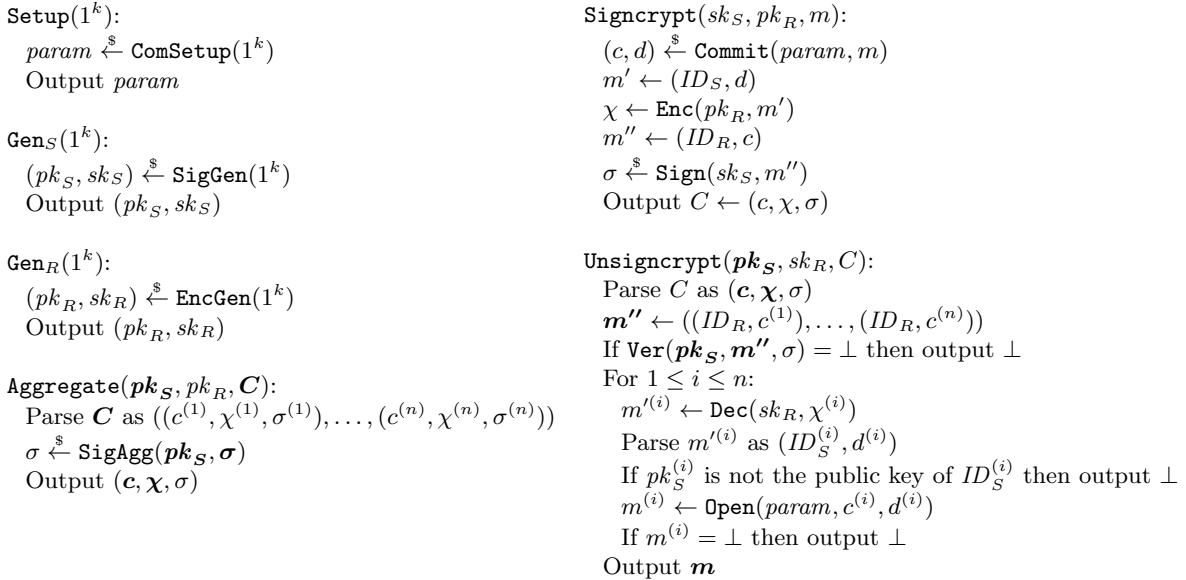 Setup(1^k):
param ←$ ComSetup(1^k)
Output param
Gen_S(1^k):
(pk_S, sk_S) ←$ SigGen(1^k)
Output (pk_S, sk_S)
Gen_R(1^k):
(pk_R, sk_R) ←$ EncGen(1^k)
Output (pk_R, sk_R)
Aggregate(pk_S, pk_R, C):
Parse C as ((c^(1), χ^(1), σ^(1)), . . . , (c^(n), χ^(n), σ^(n)))
σ ←$ SigAgg(pk_S, σ)
Output (c, χ, σ)
Signcrypt(sk_S, pk_R, m):
(c, d) ←$ Commit(param, m)
m′ ← (ID_S, d)
χ ← Enc(pk_R, m′)
m′′ ← (ID_R, c)
σ ←$ Sign(sk_S, m′′)
Output C ← (c, χ, σ)
Unsigncrypt(pk_S, sk_R, C):
Parse C as (c, χ, σ)
m′′ ← ((ID_R, c^(1)), . . . , (ID_R, c^(n)))
If Ver(pk_S, m′′, σ) = ⊥ then output ⊥
For 1 ≤ i ≤ n:
m′^(i) ← Dec(sk_R, χ^(i))
Parse m′^(i) as (ID_S^(i), d^(i))
If pk_S^(i) is not the public key of ID_S^(i) then output ⊥
m^(i) ← Open(param, c^(i), d^(i))
If m^(i) = ⊥ then output ⊥
Output m